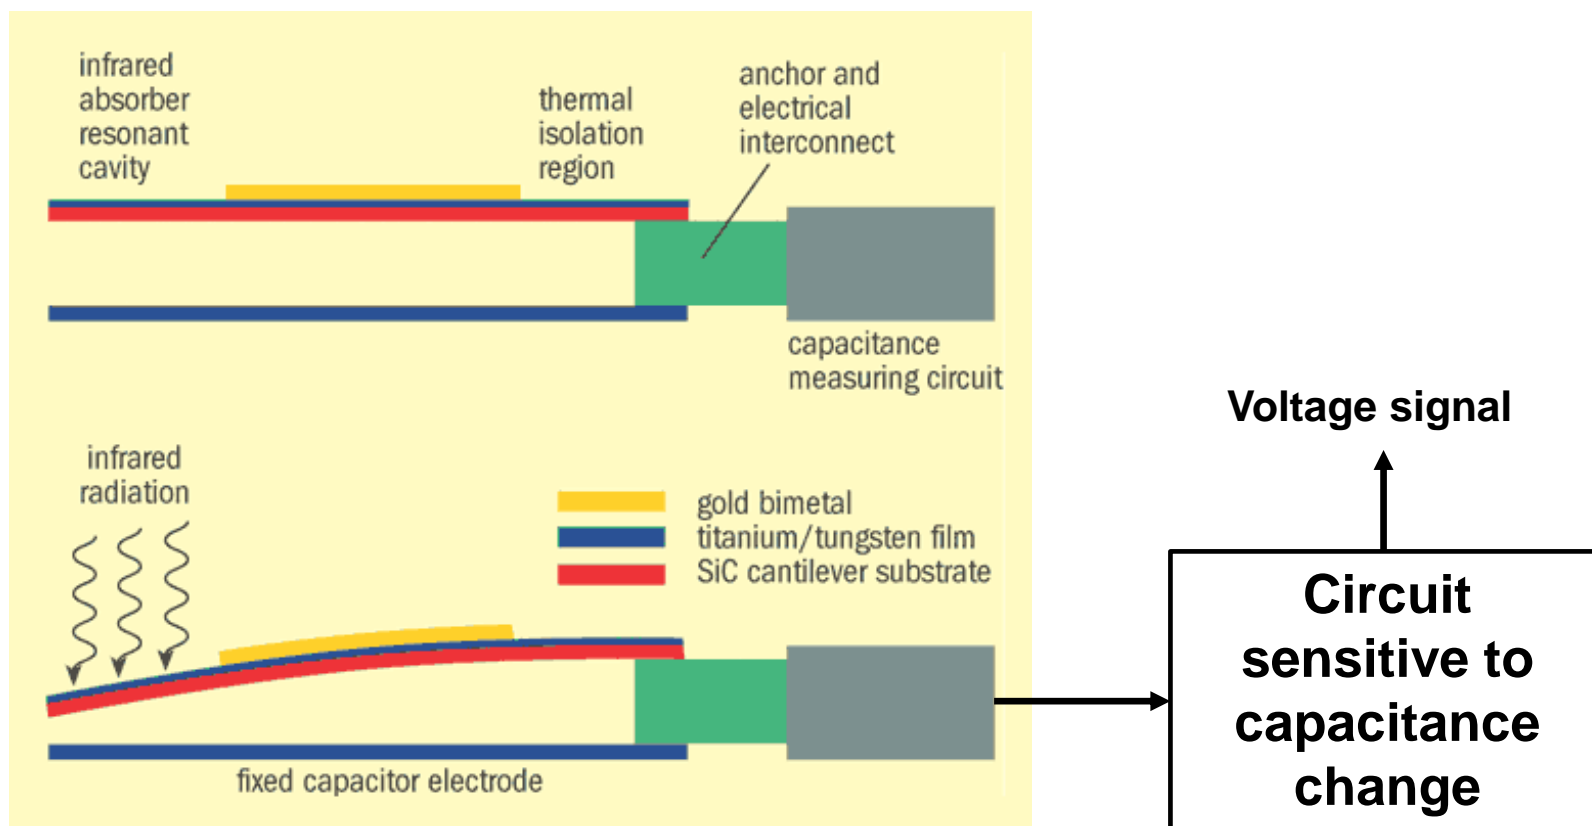 infrared
absorber
resonant
cavity
thermal
isolation
region
anchor and
electrical
interconnect
capacitance
measuring circuit
infrared
radiation
gold bimetal
titanium/tungsten film
SiC cantilever substrate
fixed capacitor electrode
Voltage signal
Circuit
sensitive to
capacitance
change